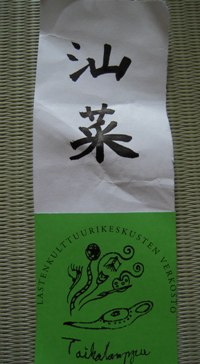 汕
菜
LASTENKULTTUURIKESKUSTEN VERKOSTO
Taikalamppu